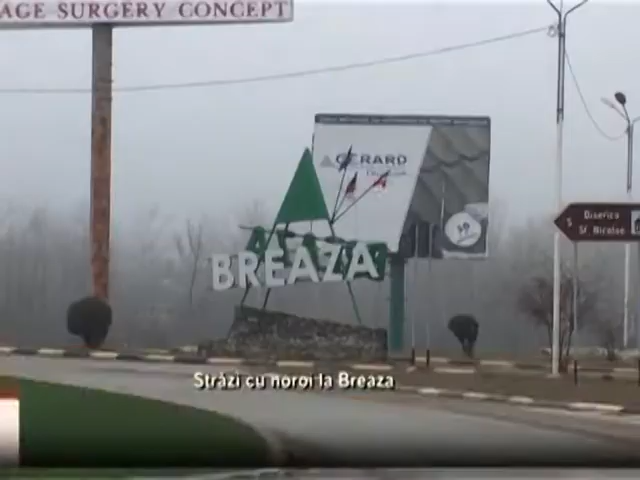 AGE SURGERY CONCEPT
GERARD
BREAZA
Biserica
Sf. Nicolae
Străzi cu noroi la Breaza